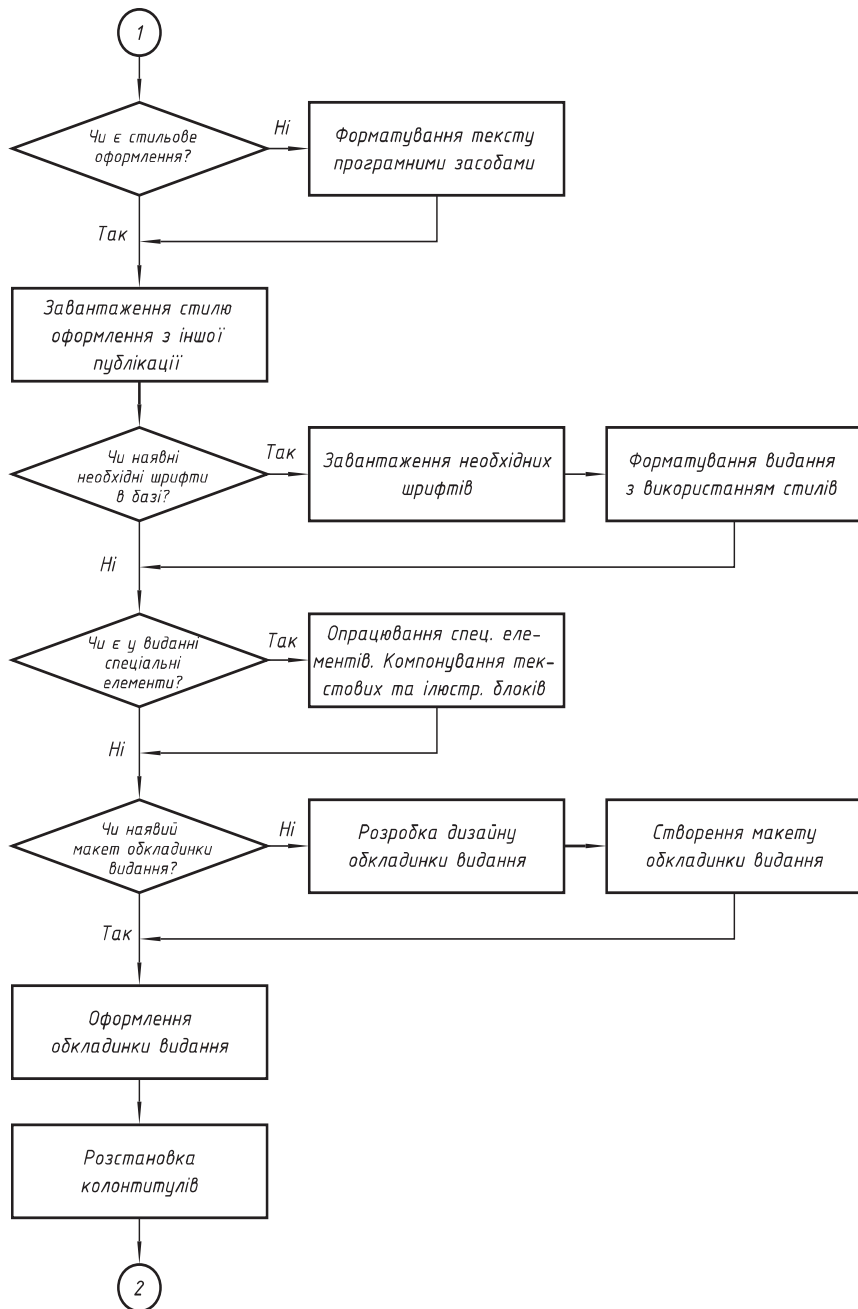 1
Чи є стильове
оформлення?
Ні
Форматування тексту
програмними засобами
Так
Завантаження стилю
оформлення з іншої
публікації
Чи наявні
необхідні шрифти
в базі?
Так
Завантаження необхідних
шрифтів
Форматування видання
з використанням стилів
Ні
Чи є у виданні
спеціальні
елементи?
Так
Опрацювання спец. еле-
ментів. Компонування тек-
стових та ілюстр. блоків
Ні
Чи наявий
макет обкладинки
видання?
Ні
Розробка дизайну
обкладинки видання
Створення макету
обкладинки видання
Так
Оформлення
обкладинки видання
Розстановка
колонтитулів
2